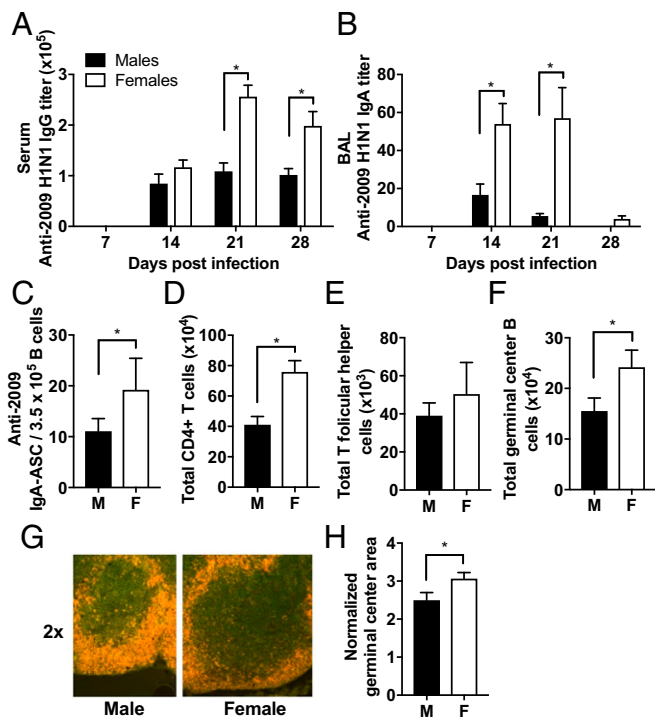 A
Males
Females
Serum
Anti-2009 H1N1 IgG titer (x10⁵)
3
2
1
0
*
*
7 14 21 28
Days post infection
B
BAL
Anti-2009 H1N1 IgA titer
80
60
40
20
0
*
*
7 14 21 28
Days post infection
C
Anti-2009
IgA-ASC / 3.5 x 10⁵ B cells
30
20
10
0
*
M F
D
Total CD4+ T cells (x10⁴)
100
80
60
40
20
0
*
M F
E
Total T folicular helper
cells (x10³)
80
60
40
20
0
M F
F
Total germinal center B
cells (x10⁴)
30
20
10
0
*
M F
G
2x
Male Female
H
Normalized
germinal center area
4
3
2
1
0
*
M F